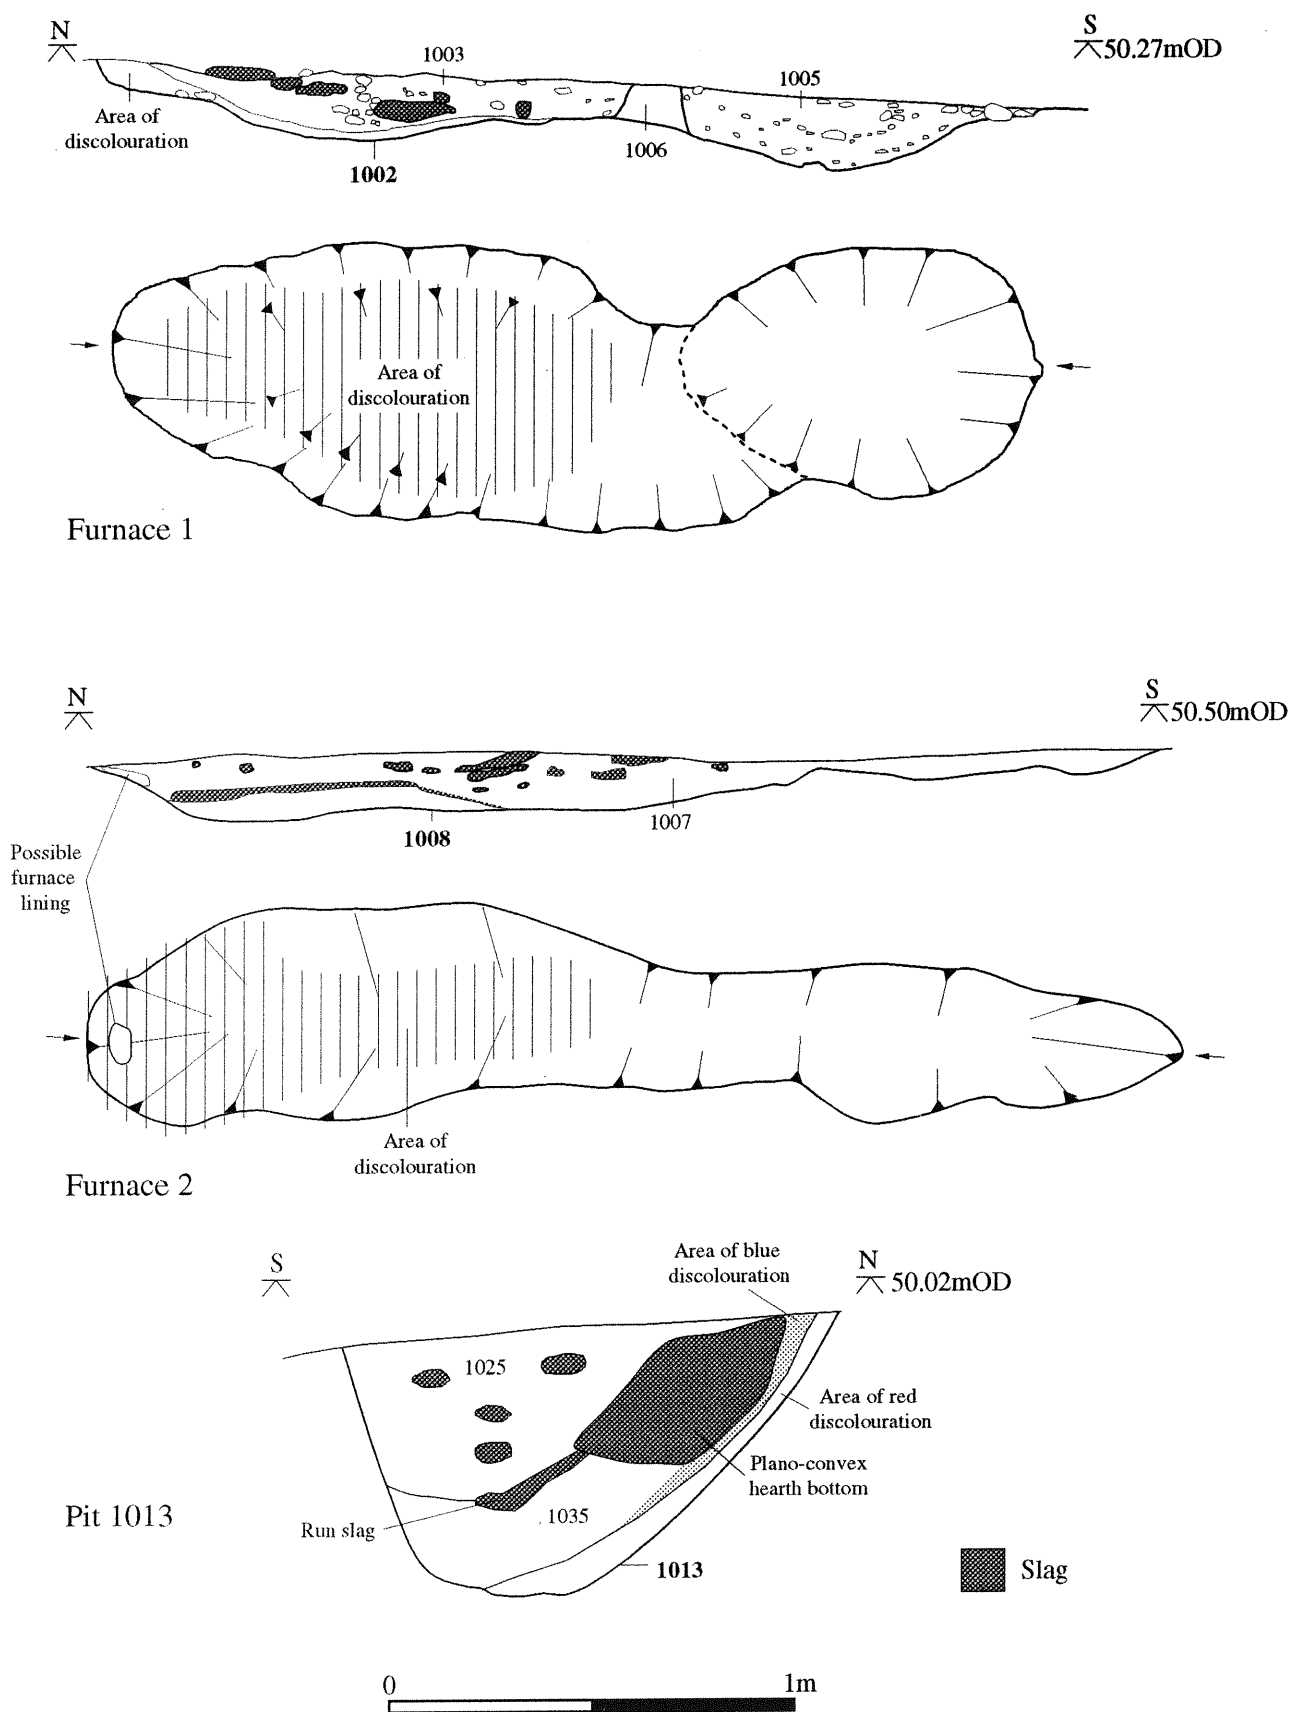 N
S
50.27mOD
1003
1005
Area of
discolouration
1006
1002
Area of
discolouration
Furnace 1
N
S
50.50mOD
1007
1008
Possible
furnace
lining
Area of
discolouration
Furnace 2
Area of blue
discolouration
S
N
50.02mOD
1025
Area of red
discolouration
Plano-convex
hearth bottom
Pit 1013
Run slag
1035
1013
Slag
0
1m